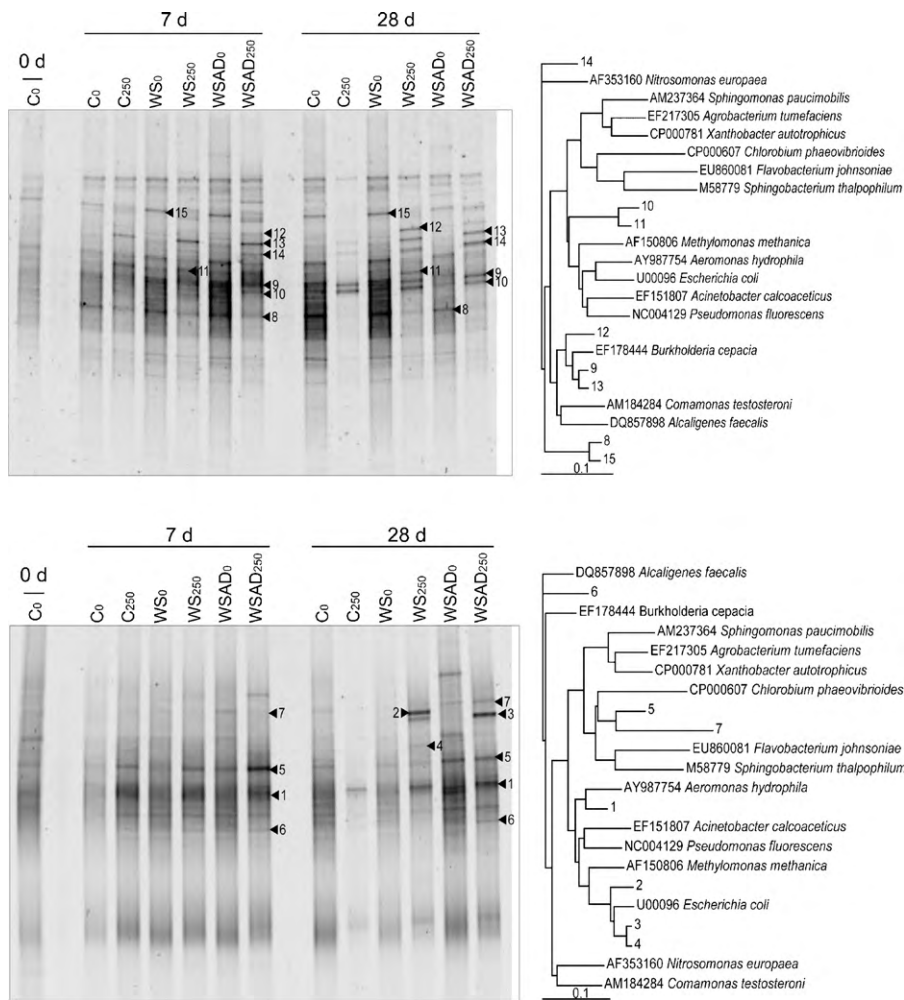 7 d
28 d
0 d
C0
C0
C250
WS0
WS250
WSAD0
WSAD250
C0
C250
WS0
WS250
WSAD0
WSAD250
15
12
13
14
11
9
10
8
15
12
13
14
11
9
10
8
14
AF353160 Nitrosomonas europaea
AM237364 Sphingomonas paucimobilis
EF217305 Agrobacterium tumefaciens
CP000781 Xanthobacter autotrophicus
CP000607 Chlorobium phaeovibrioides
EU860081 Flavobacterium johnsoniae
M58779 Sphingobacterium thalpophilum
10
11
AF150806 Methylomonas methanica
AY987754 Aeromonas hydrophila
U00096 Escherichia coli
EF151807 Acinetobacter calcoaceticus
NC004129 Pseudomonas fluorescens
12
EF178444 Burkholderia cepacia
9
13
AM184284 Comamonas testosteroni
DQ857898 Alcaligenes faecalis
8
15
0.1
7 d
28 d
0 d
C0
C0
C250
WS0
WS250
WSAD0
WSAD250
C0
C250
WS0
WS250
WSAD0
WSAD250
7
5
1
6
2
4
7
3
5
1
6
DQ857898 Alcaligenes faecalis
6
EF178444 Burkholderia cepacia
AM237364 Sphingomonas paucimobilis
EF217305 Agrobacterium tumefaciens
CP000781 Xanthobacter autotrophicus
CP000607 Chlorobium phaeovibrioides
5
7
EU860081 Flavobacterium johnsoniae
M58779 Sphingobacterium thalpophilum
AY987754 Aeromonas hydrophila
1
EF151807 Acinetobacter calcoaceticus
NC004129 Pseudomonas fluorescens
AF150806 Methylomonas methanica
2
U00096 Escherichia coli
3
4
AF353160 Nitrosomonas europaea
AM184284 Comamonas testosteroni
0.1